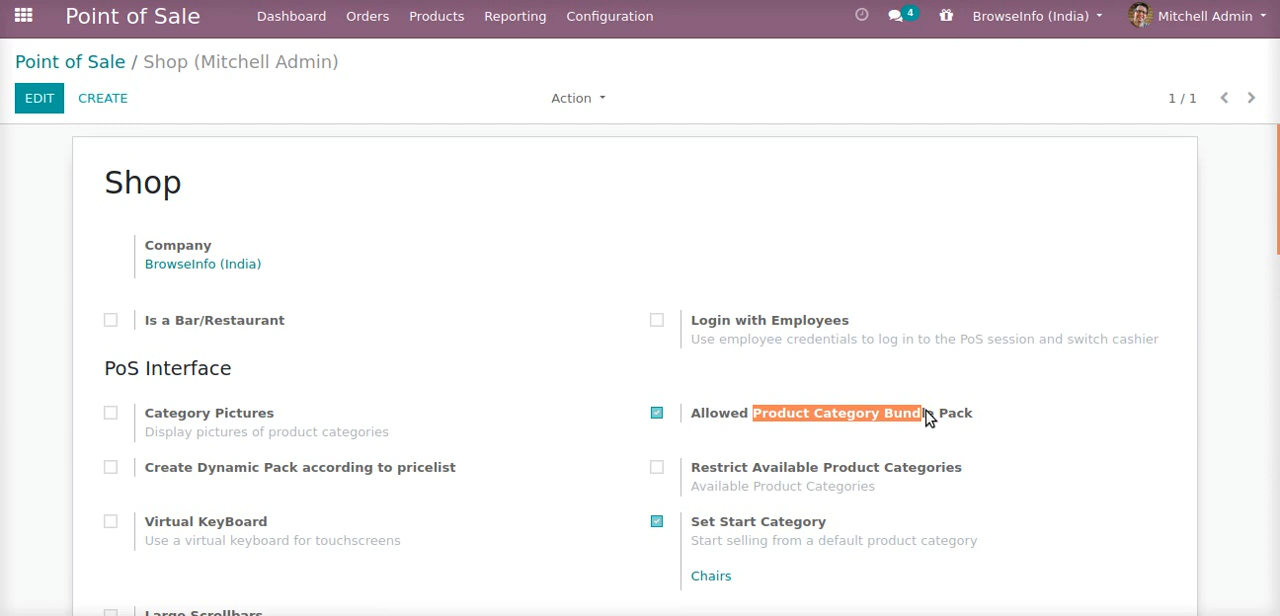 Point of Sale Dashboard Orders Products Reporting Configuration 4 BrowseInfo (India) Mitchell Admin
Point of Sale / Shop (Mitchell Admin)
EDIT CREATE Action 1 / 1
Shop
Company
BrowseInfo (India)
Is a Bar/Restaurant
Login with Employees
Use employee credentials to log in to the PoS session and switch cashier
PoS Interface
Category Pictures
Display pictures of product categories
Allowed Product Category Bundle Pack
Create Dynamic Pack according to pricelist
Restrict Available Product Categories
Available Product Categories
Virtual KeyBoard
Use a virtual keyboard for touchscreens
Set Start Category
Start selling from a default product category
Chairs
Large Scrollbars